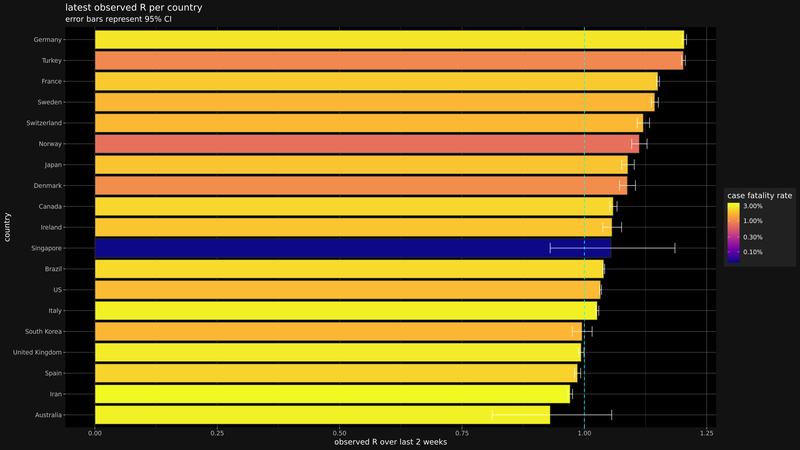 latest observed R per country
error bars represent 95% CI
country
Germany
Turkey
France
Sweden
Switzerland
Norway
Japan
Denmark
Canada
Ireland
Singapore
Brazil
US
Italy
South Korea
United Kingdom
Spain
Iran
Australia
0.00 0.25 0.50 0.75 1.00 1.25
observed R over last 2 weeks
case fatality rate
3.00%
1.00%
0.30%
0.10%